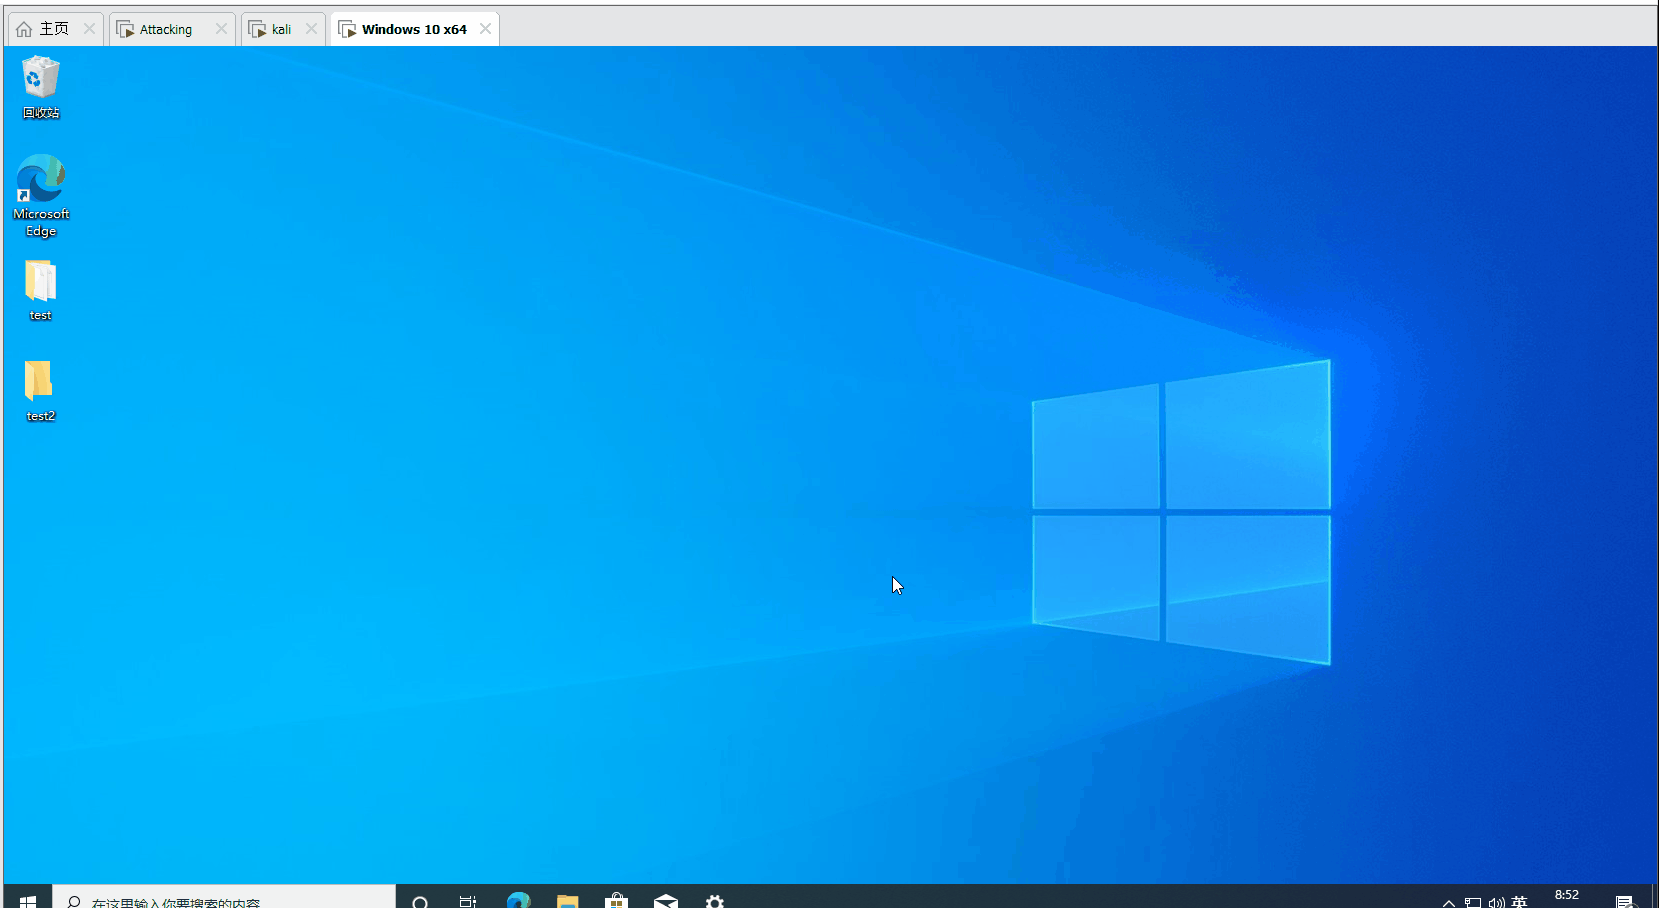 主页
Attacking
kali
Windows 10 x64
回收站
Microsoft
Edge
test
test2
在这里输入你要搜索的内容
英
8:52